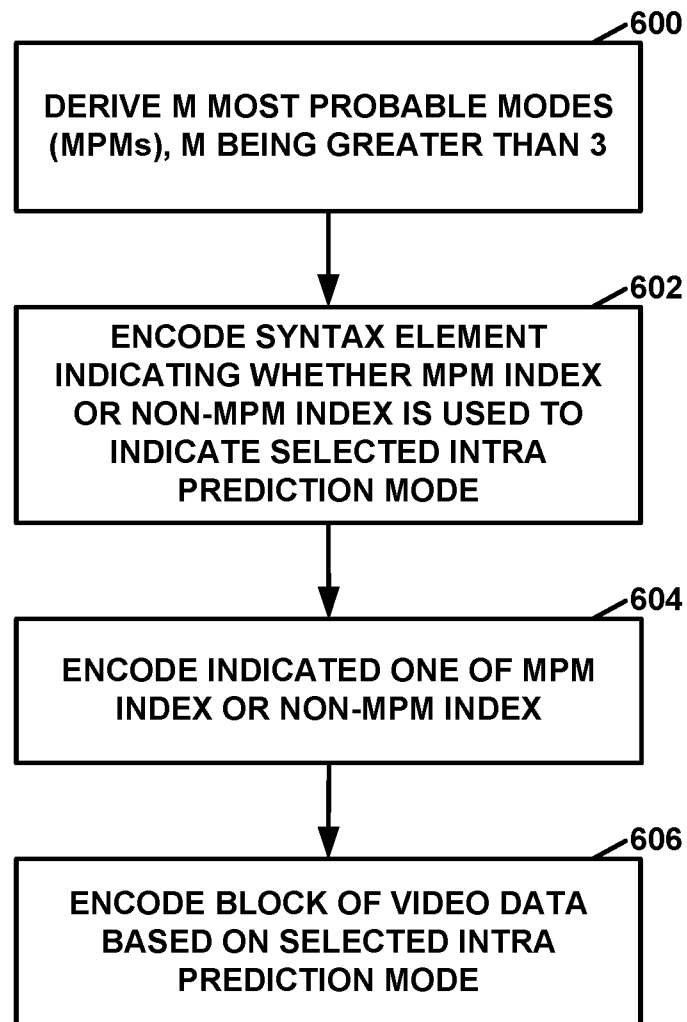 600
DERIVE M MOST PROBABLE MODES
(MPMs), M BEING GREATER THAN 3
602
ENCODE SYNTAX ELEMENT
INDICATING WHETHER MPM INDEX
OR NON-MPM INDEX IS USED TO
INDICATE SELECTED INTRA
PREDICTION MODE
604
ENCODE INDICATED ONE OF MPM
INDEX OR NON-MPM INDEX
606
ENCODE BLOCK OF VIDEO DATA
BASED ON SELECTED INTRA
PREDICTION MODE